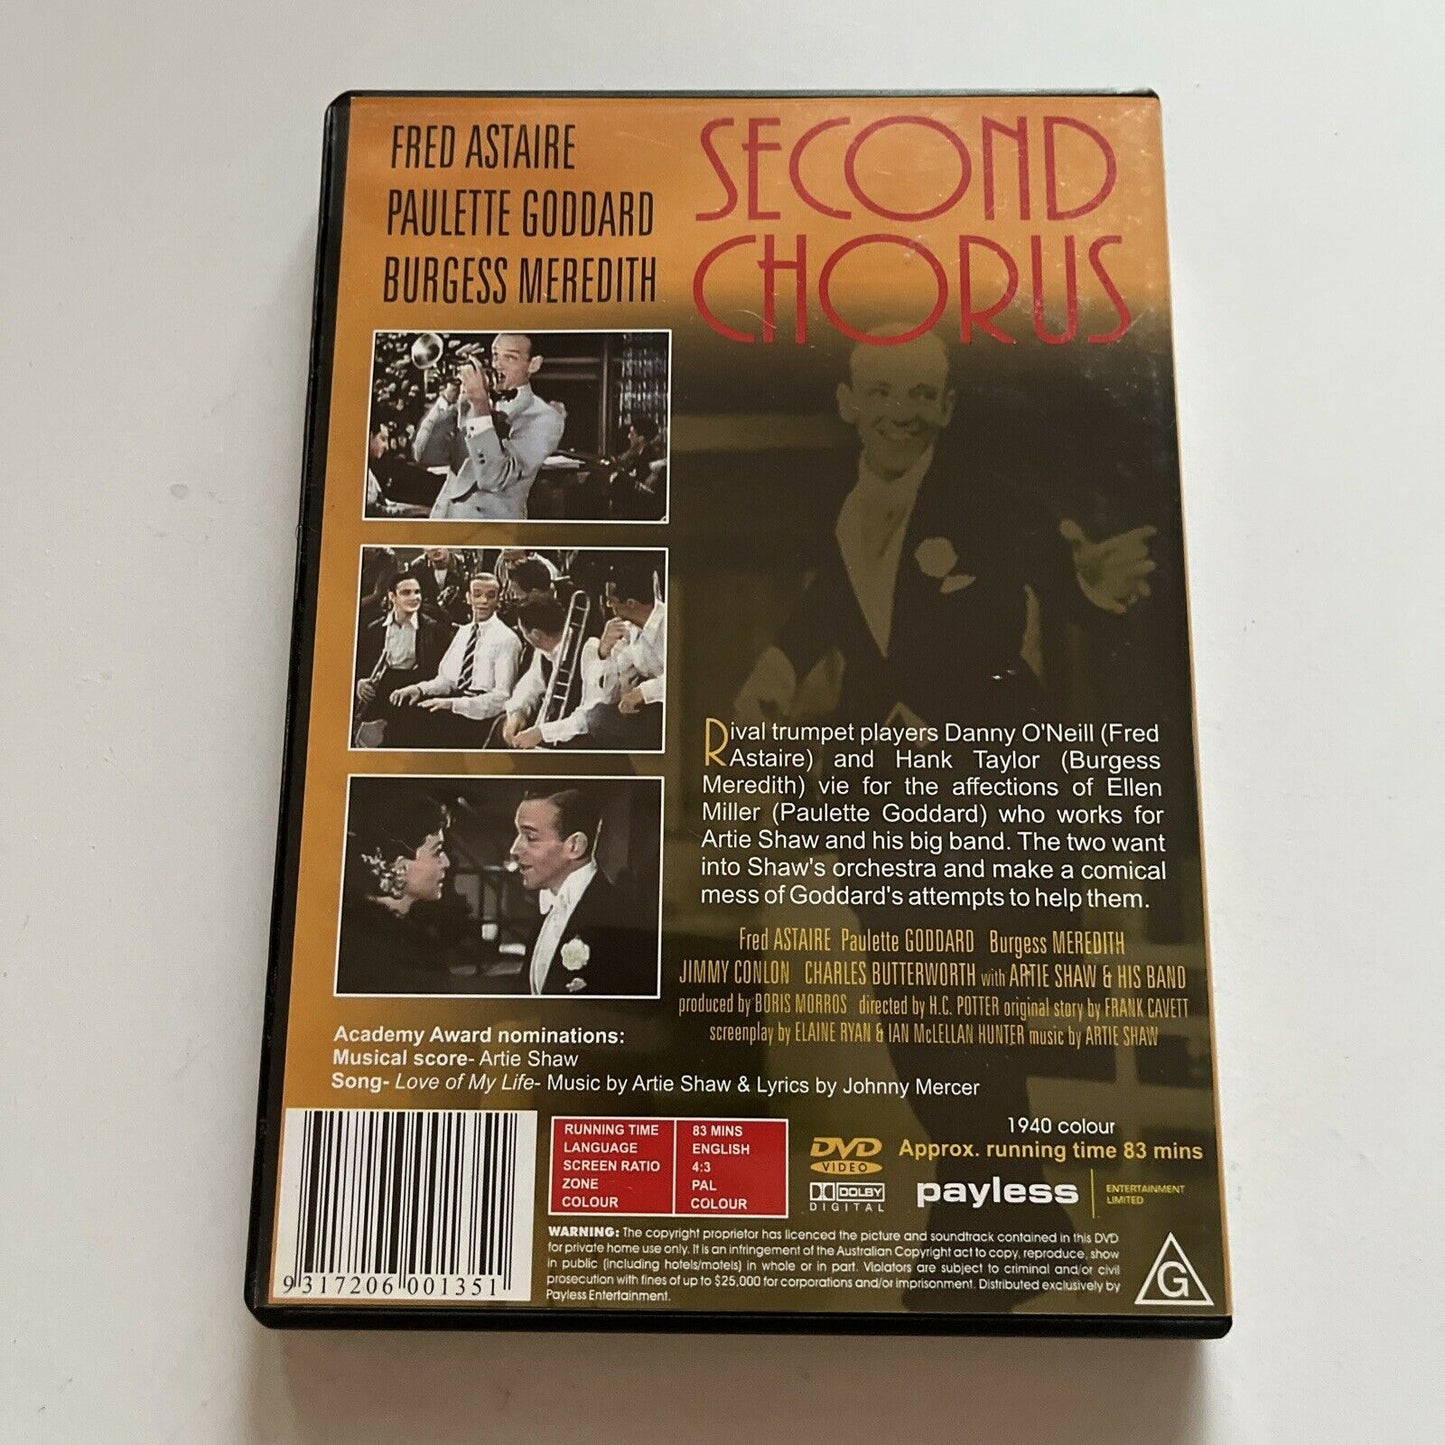 FRED ASTAIRE
PAULETTE GODDARD
BURGESS MEREDITH
SECOND
CHORUS
Rival trumpet players Danny O'Neill (Fred
Astaire) and Hank Taylor (Burgess
Meredith) vie for the affections of Ellen
Miller (Paulette Goddard) who works for
Artie Shaw and his big band. The two want
into Shaw's orchestra and make a comical
mess of Goddard's attempts to help them.
Fred ASTAIRE Paulette GODDARD Burgess MEREDITH
JIMMY CONLON CHARLES BUTTERWORTH with ARTIE SHAW & HIS BAND
produced by BORIS MORROS directed by H.C. POTTER original story by FRANK CAVETT
screenplay by ELAINE RYAN & IAN McLELLAN HUNTER music by ARTIE SHAW
Academy Award nominations:
Musical score- Artie Shaw
Song- Love of My Life- Music by Artie Shaw & Lyrics by Johnny Mercer
9317206001351
RUNNING TIME 83 MINS
LANGUAGE ENGLISH
SCREEN RATIO 4:3
ZONE PAL
COLOUR COLOUR
DVD
VIDEO
DOLBY
DIGITAL
1940 colour
Approx. running time 83 mins
payless ENTERTAINMENT
LIMITED
WARNING: The copyright proprietor has licenced the picture and soundtrack contained in this DVD
for private home use only. It is an infringement of the Australian Copyright act to copy, reproduce, show
in public (including hotels/motels) in whole or in part. Violators are subject to criminal and/or civil
prosecution with fines of up to $25,000 for corporations and/or imprisonment. Distributed exclusively by
Payless Entertainment.
G